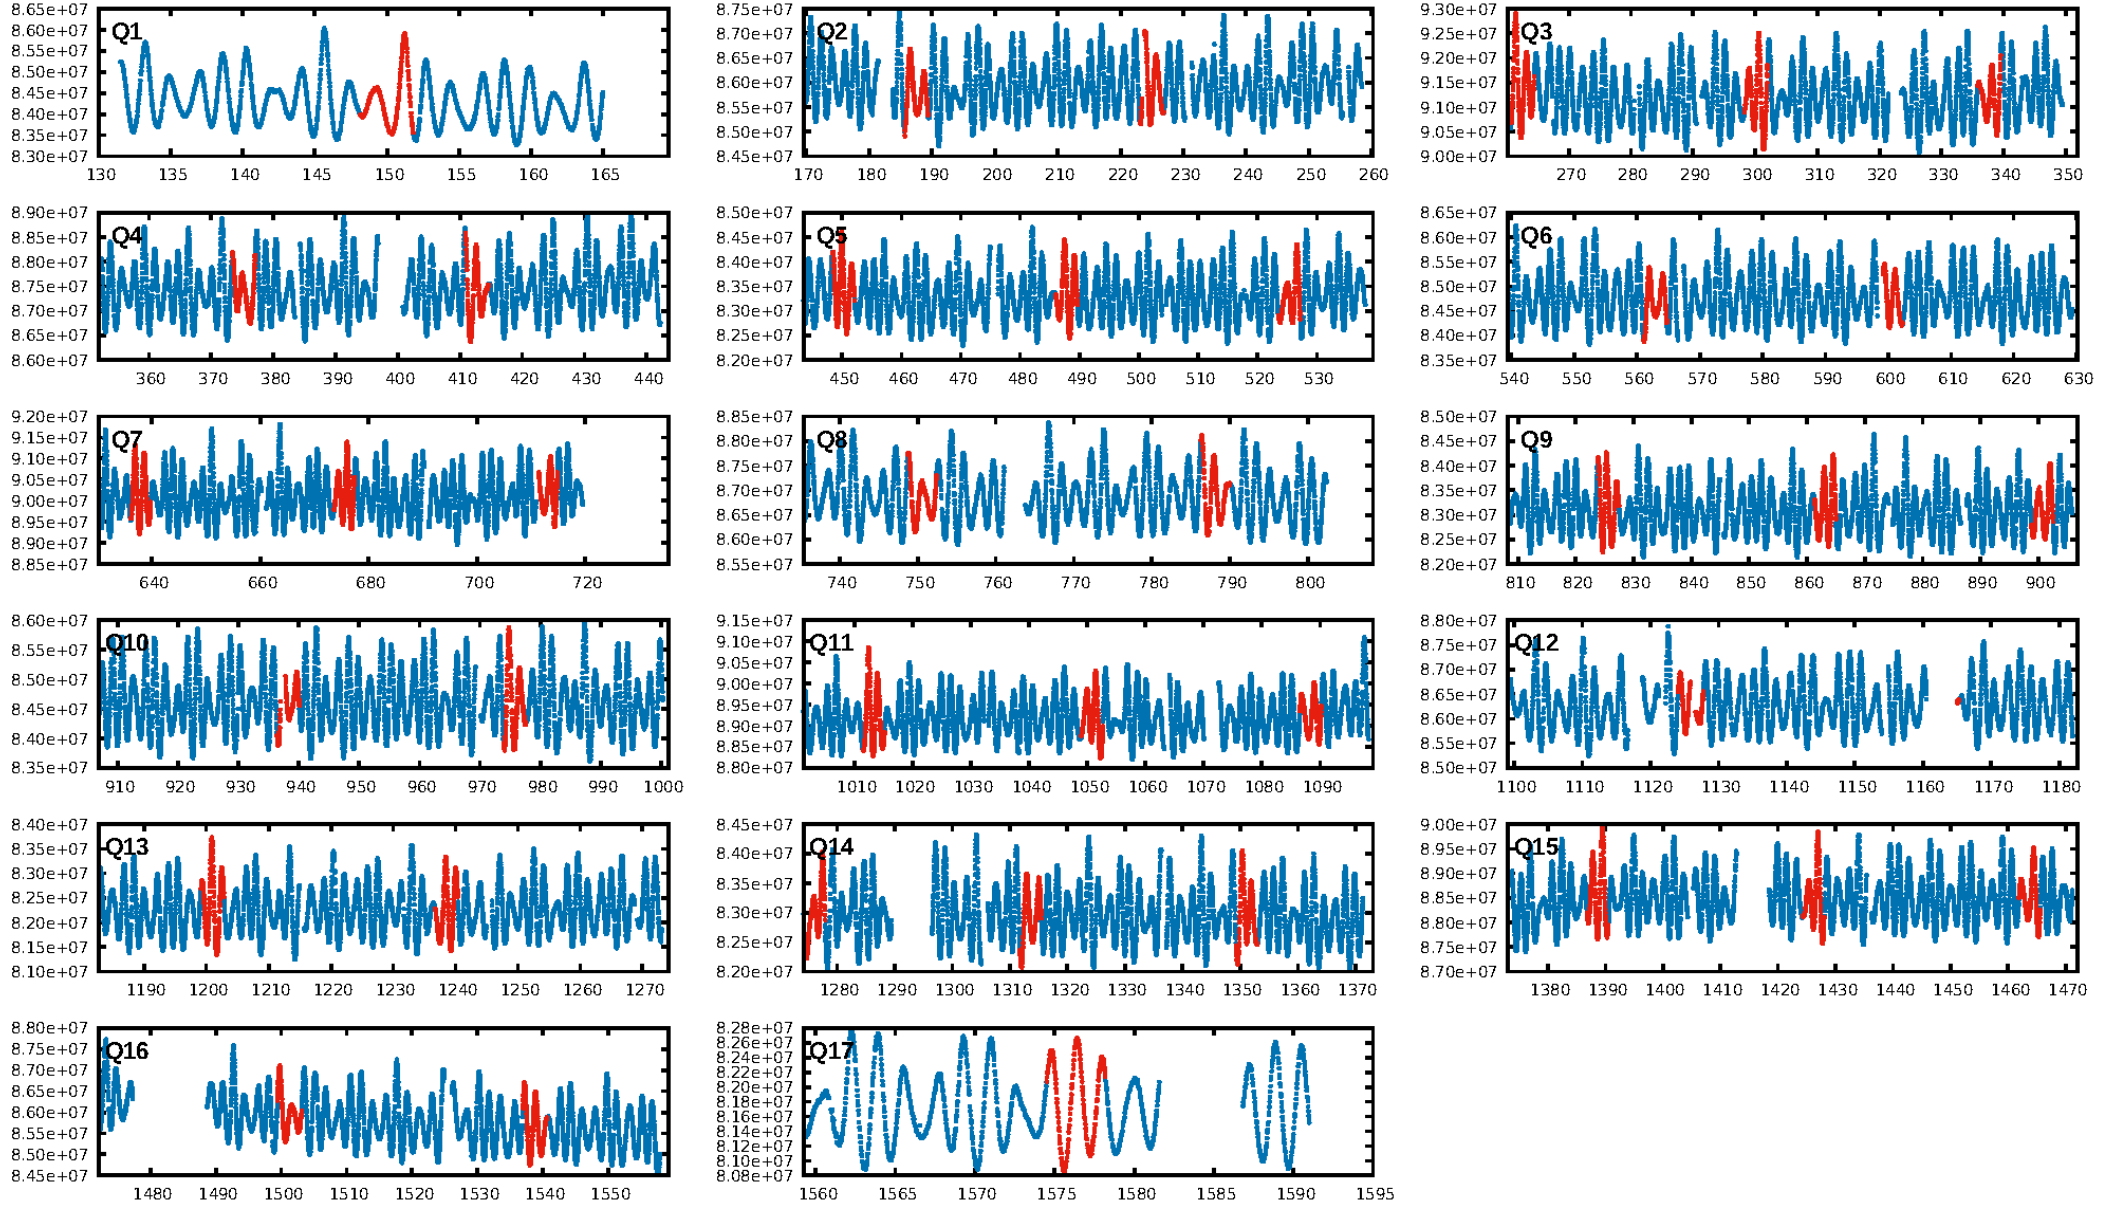 Q1
8.65e+07
8.60e+07
8.55e+07
8.50e+07
8.45e+07
8.40e+07
8.35e+07
8.30e+07
130 135 140 145 150 155 160 165
Q2
8.75e+07
8.70e+07
8.65e+07
8.60e+07
8.55e+07
8.50e+07
8.45e+07
170 180 190 200 210 220 230 240 250 260
Q3
9.30e+07
9.25e+07
9.20e+07
9.15e+07
9.10e+07
9.05e+07
9.00e+07
270 280 290 300 310 320 330 340 350
Q4
8.90e+07
8.85e+07
8.80e+07
8.75e+07
8.70e+07
8.65e+07
8.60e+07
360 370 380 390 400 410 420 430 440
Q5
8.50e+07
8.45e+07
8.40e+07
8.35e+07
8.30e+07
8.25e+07
8.20e+07
450 460 470 480 490 500 510 520 530
Q6
8.65e+07
8.60e+07
8.55e+07
8.50e+07
8.45e+07
8.40e+07
8.35e+07
540 550 560 570 580 590 600 610 620 630
Q7
9.20e+07
9.15e+07
9.10e+07
9.05e+07
9.00e+07
8.95e+07
8.90e+07
8.85e+07
640 660 680 700 720
Q8
8.85e+07
8.80e+07
8.75e+07
8.70e+07
8.65e+07
8.60e+07
8.55e+07
740 750 760 770 780 790 800
Q9
8.50e+07
8.45e+07
8.40e+07
8.35e+07
8.30e+07
8.25e+07
8.20e+07
810 820 830 840 850 860 870 880 890 900
Q10
8.60e+07
8.55e+07
8.50e+07
8.45e+07
8.40e+07
8.35e+07
910 920 930 940 950 960 970 980 990 1000
Q11
9.15e+07
9.10e+07
9.05e+07
9.00e+07
8.95e+07
8.90e+07
8.85e+07
8.80e+07
1010 1020 1030 1040 1050 1060 1070 1080 1090
Q12
8.80e+07
8.75e+07
8.70e+07
8.65e+07
8.60e+07
8.55e+07
8.50e+07
1100 1110 1120 1130 1140 1150 1160 1170 1180
Q13
8.40e+07
8.35e+07
8.30e+07
8.25e+07
8.20e+07
8.15e+07
8.10e+07
1190 1200 1210 1220 1230 1240 1250 1260 1270
Q14
8.45e+07
8.40e+07
8.35e+07
8.30e+07
8.25e+07
8.20e+07
1280 1290 1300 1310 1320 1330 1340 1350 1360 1370
Q15
9.00e+07
8.95e+07
8.90e+07
8.85e+07
8.80e+07
8.75e+07
8.70e+07
1380 1390 1400 1410 1420 1430 1440 1450 1460 1470
Q16
8.80e+07
8.75e+07
8.70e+07
8.65e+07
8.60e+07
8.55e+07
8.50e+07
8.45e+07
1480 1490 1500 1510 1520 1530 1540 1550
Q17
8.28e+07
8.26e+07
8.24e+07
8.22e+07
8.20e+07
8.18e+07
8.16e+07
8.14e+07
8.12e+07
8.10e+07
8.08e+07
1560 1565 1570 1575 1580 1585 1590 1595